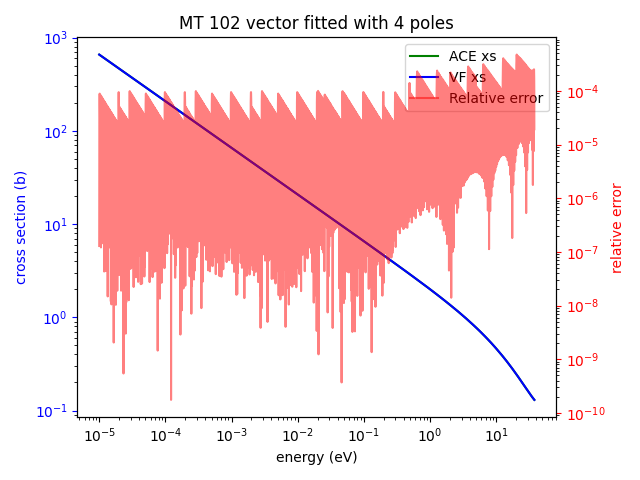 MT 102 vector fitted with 4 poles
ACE xs
VF xs
Relative error
cross section (b)
10³
10²
10¹
10⁰
10⁻¹
10⁻⁴
10⁻⁵
10⁻⁶
10⁻⁷
10⁻⁸
10⁻⁹
10⁻¹⁰
relative error
10⁻⁵ 10⁻⁴ 10⁻³ 10⁻² 10⁻¹ 10⁰ 10¹
energy (eV)